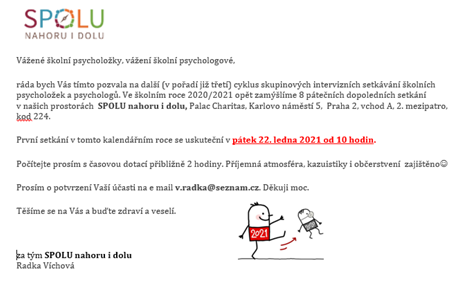 SPOLU
NAHORU I DOLU
Vážené školní psycholožky, vážení školní psychologové,
ráda bych Vás tímto pozvala na další (v pořadí již třetí) cyklus skupinových intervizních setkávání školních
psycholožek a psychologů. Ve školním roce 2020/2021 opět zamýšlíme 8 pátečních dopoledních setkání
v našich prostorách SPOLU nahoru i dolu, Palac Charitas, Karlovo náměstí 5, Praha 2, vchod A, 2. mezipatro,
kod 224.
První setkání v tomto kalendářním roce se uskuteční v pátek 22. ledna 2021 od 10 hodin.
Počítejte prosím s časovou dotací přibližně 2 hodiny. Příjemná atmosféra, kazuistiky i občerstvení zajištěno☺
Prosím o potvrzení Vaší účasti na e mail v.radka@seznam.cz. Děkuji moc.
Těšíme se na Vás a buďte zdraví a veselí.
2021
za tým SPOLU nahoru i dolu
Radka Víchová